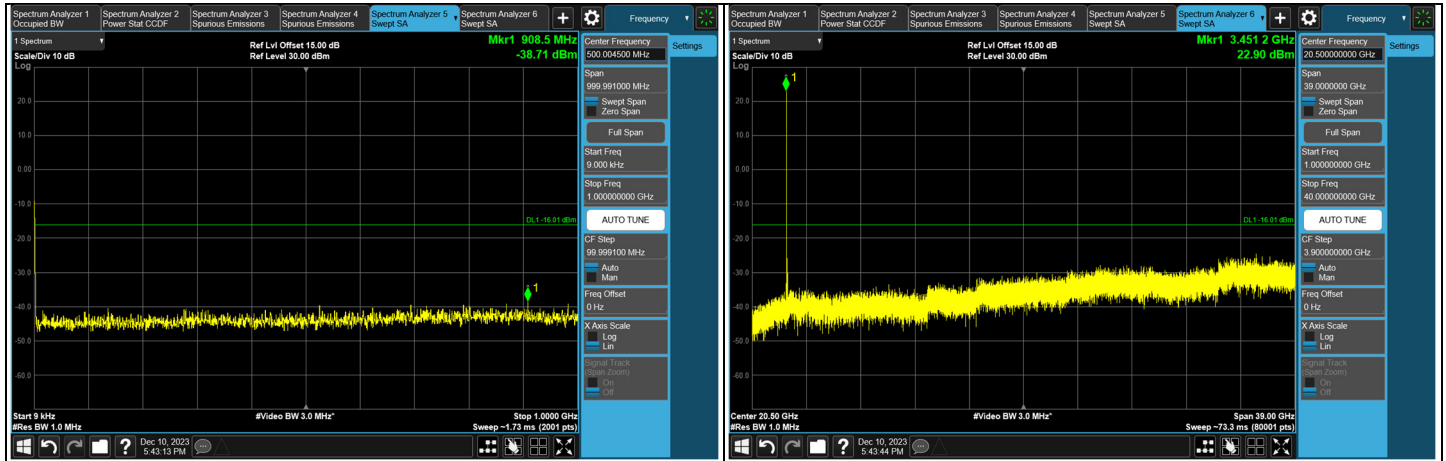 Spectrum Analyzer 1
Occupied BW
Spectrum Analyzer 2
Power Stat CCDF
Spectrum Analyzer 3
Spurious Emissions
Spectrum Analyzer 4
Spurious Emissions
Spectrum Analyzer 5
Swept SA
Spectrum Analyzer 6
Swept SA
+
Frequency
1 Spectrum
Scale/Div 10 dB
Log
Ref Lvl Offset 15.00 dB
Ref Level 30.00 dBm
Mkr1 908.5 MHz
-38.71 dBm
1
20.0
10.0
0.00
-10.0
-20.0
-30.0
-40.0
-50.0
-60.0
DL1 -16.01 dBm
Start 9 kHz
#Res BW 1.0 MHz
#Video BW 3.0 MHz*
Stop 1.0000 GHz
Sweep ~1.73 ms (2001 pts)
Center Frequency
500.004500 MHz
Settings
Span
999.991000 MHz
Swept Span
Zero Span
Full Span
Start Freq
9.000 kHz
Stop Freq
1.000000000 GHz
AUTO TUNE
CF Step
99.999100 MHz
Auto
Man
Freq Offset
0 Hz
X Axis Scale
Log
Lin
Signal Track
(Span Zoom)
On
Off
?
Dec 10, 2023
5:43:13 PM
Spectrum Analyzer 1
Occupied BW
Spectrum Analyzer 2
Power Stat CCDF
Spectrum Analyzer 3
Spurious Emissions
Spectrum Analyzer 4
Spurious Emissions
Spectrum Analyzer 5
Swept SA
Spectrum Analyzer 6
Swept SA
+
Frequency
1 Spectrum
Scale/Div 10 dB
Log
Ref Lvl Offset 15.00 dB
Ref Level 30.00 dBm
Mkr1 3.451 2 GHz
22.90 dBm
1
20.0
10.0
0.00
-10.0
-20.0
-30.0
-40.0
-50.0
-60.0
DL1 -16.01 dBm
Center 20.50 GHz
#Res BW 1.0 MHz
#Video BW 3.0 MHz*
Span 39.00 GHz
Sweep ~73.3 ms (80001 pts)
Center Frequency
20.50000000 GHz
Settings
Span
39.0000000 GHz
Swept Span
Zero Span
Full Span
Start Freq
1.000000000 GHz
Stop Freq
40.00000000 GHz
AUTO TUNE
CF Step
3.900000000 GHz
Auto
Man
Freq Offset
0 Hz
X Axis Scale
Log
Lin
Signal Track
(Span Zoom)
On
Off
?
Dec 10, 2023
5:43:44 PM